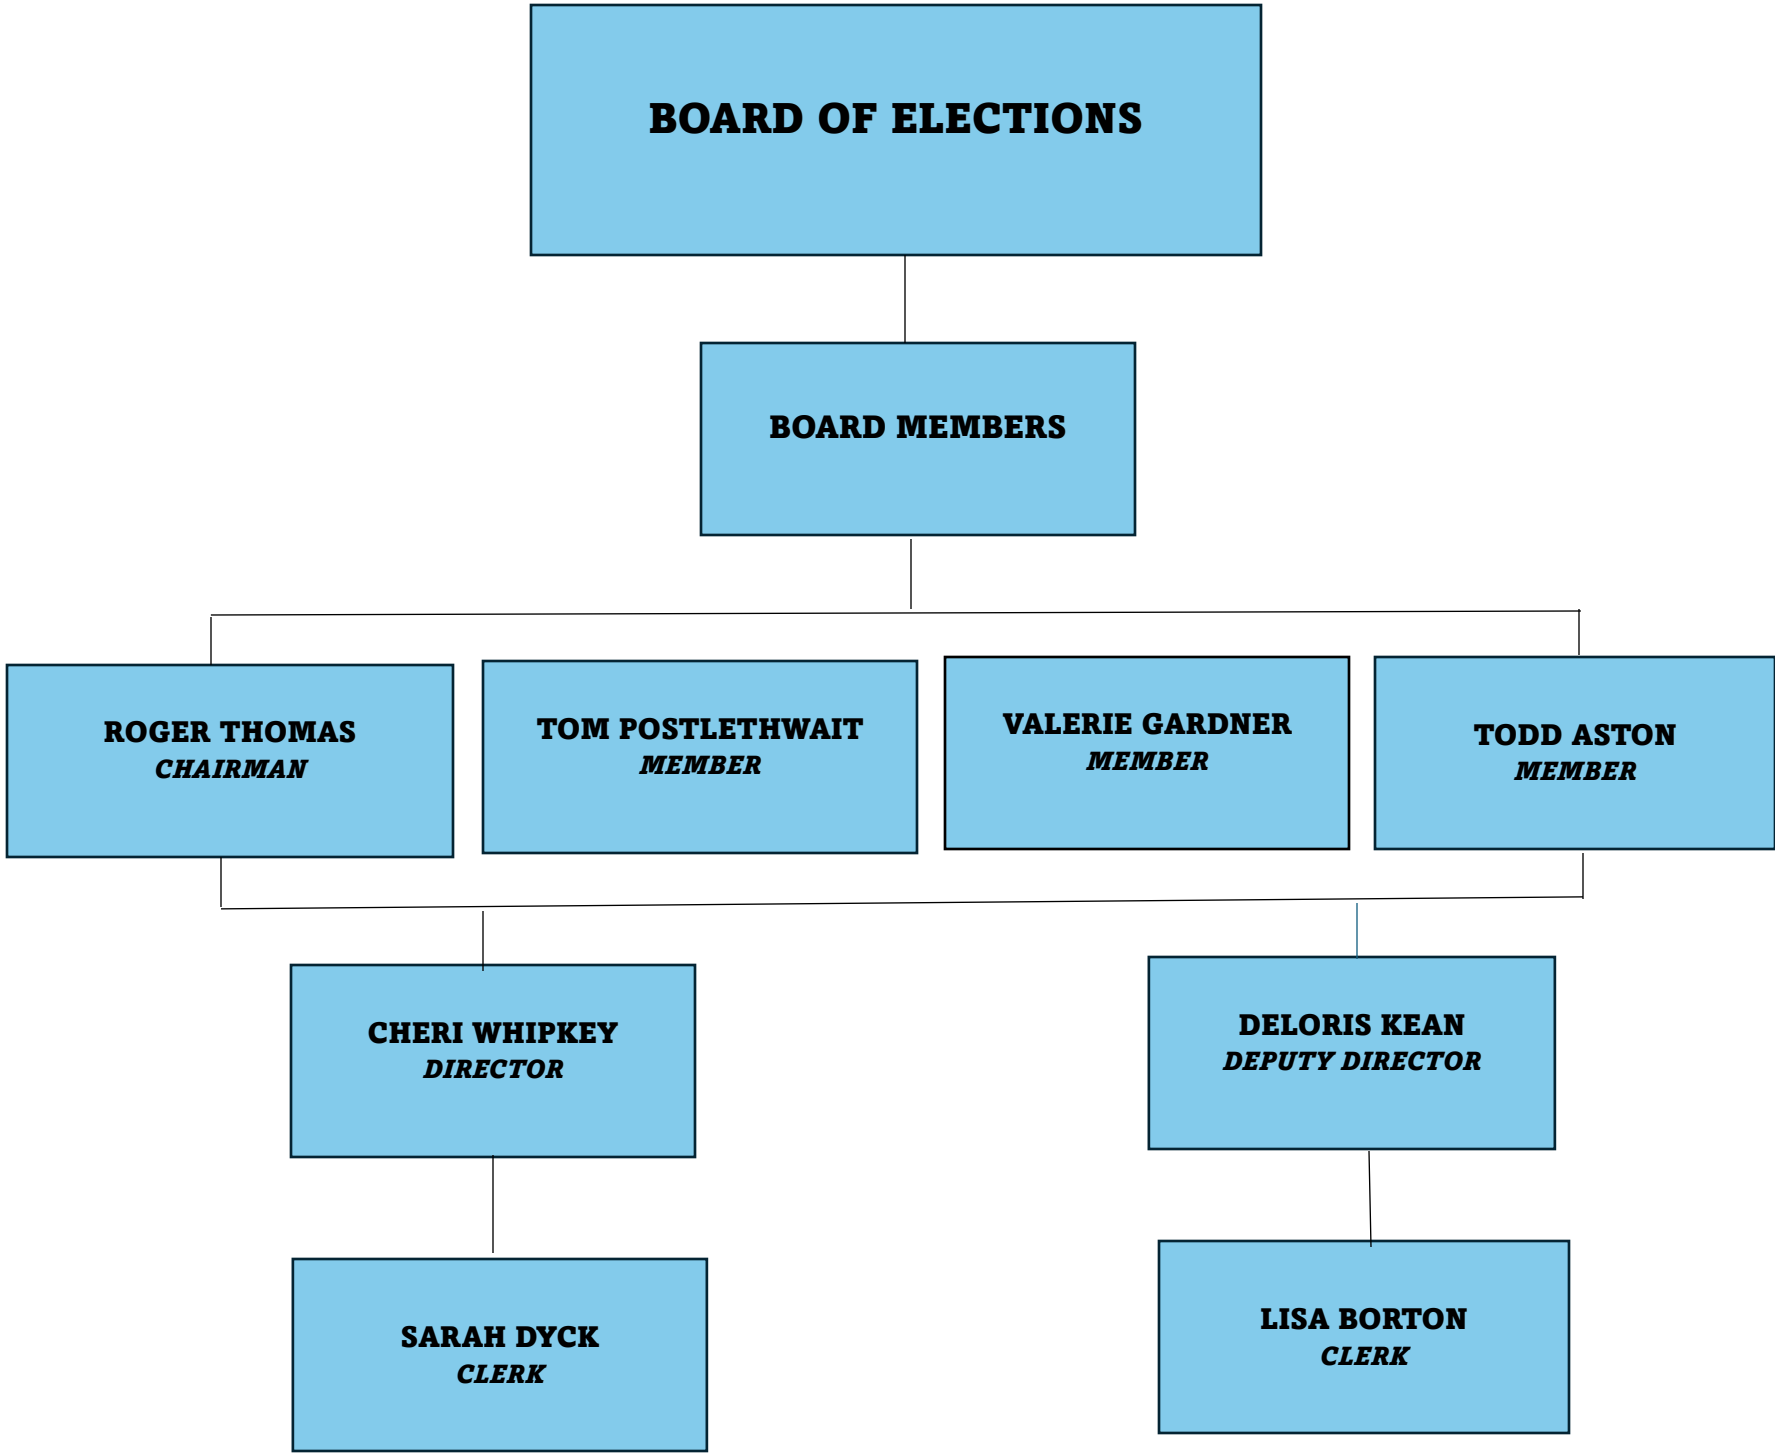 BOARD OF ELECTIONS
BOARD MEMBERS
ROGER THOMAS
CHAIRMAN
TOM POSTLETHWAIT
MEMBER
VALERIE GARDNER
MEMBER
TODD ASTON
MEMBER
CHERI WHIPKEY
DIRECTOR
DELORIS KEAN
DEPUTY DIRECTOR
SARAH DYCK
CLERK
LISA BORTON
CLERK